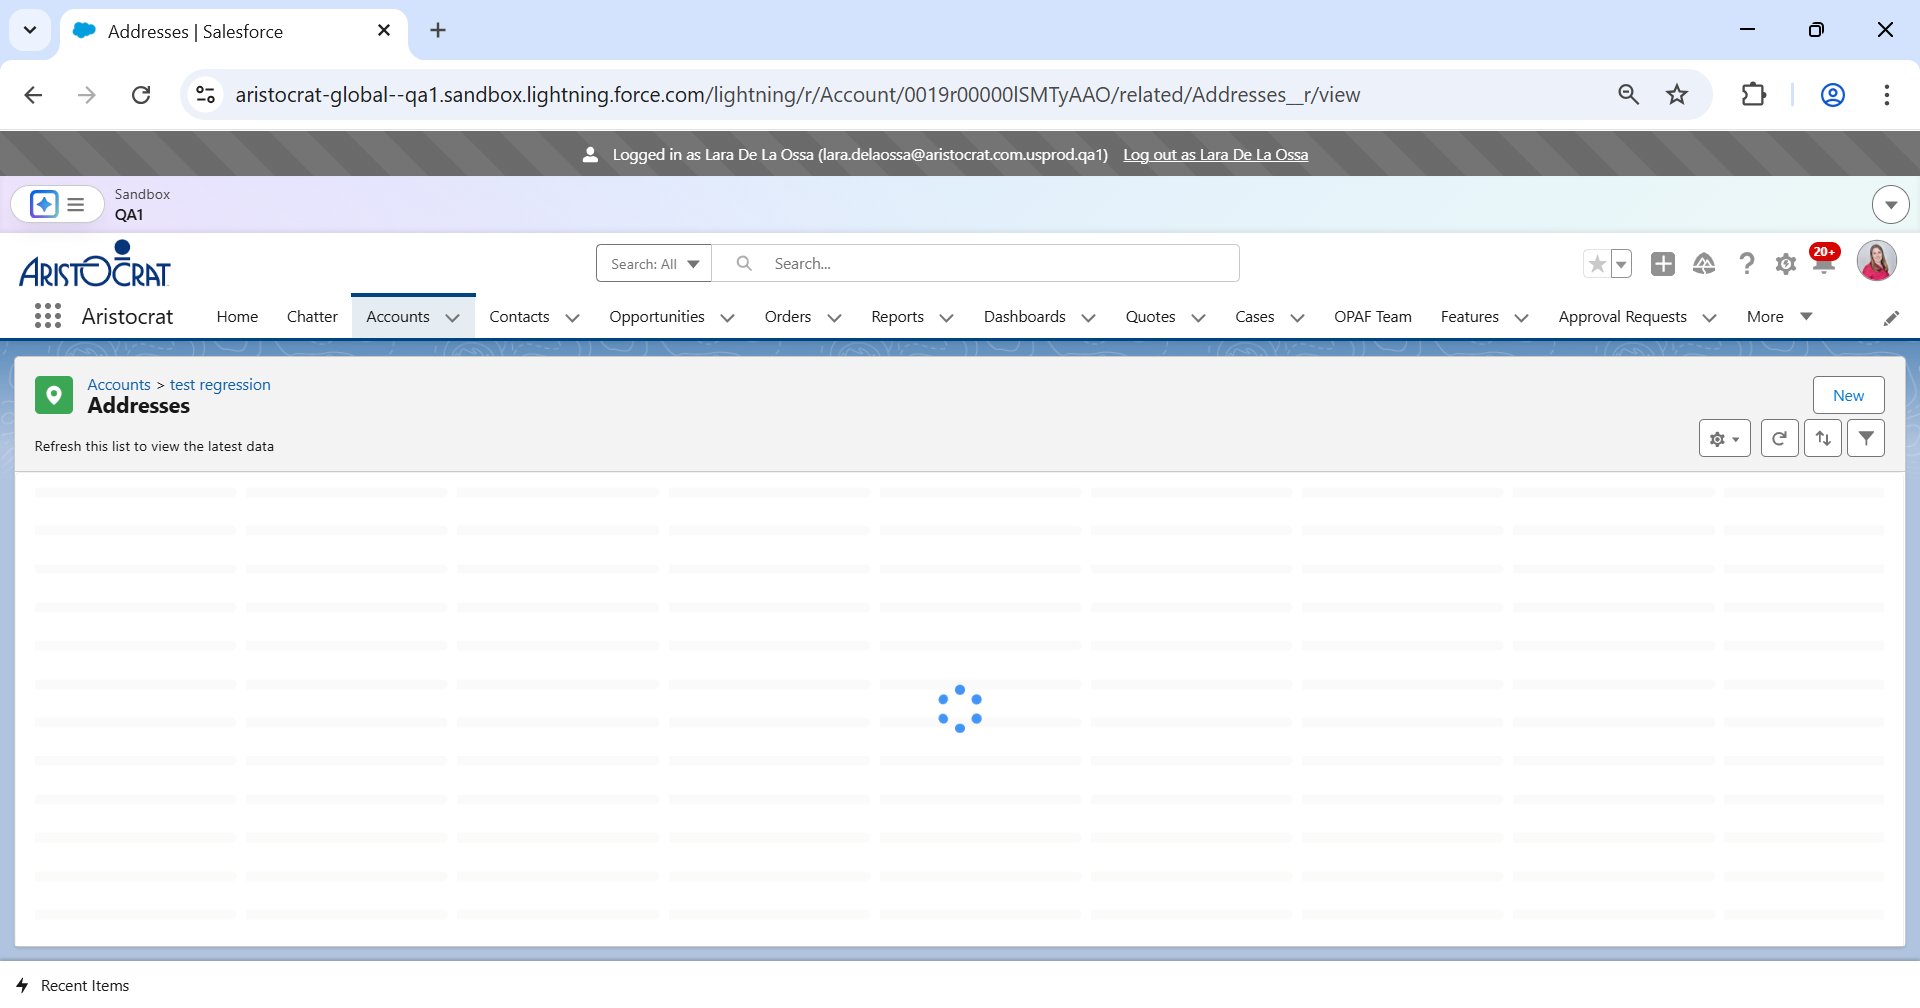 Addresses | Salesforce
aristocrat-global--qa1.sandbox.lightning.force.com/lightning/r/Account/0019r00000lSMTyAAO/related/Addresses__r/view
Logged in as Lara De La Ossa (lara.delaossa@aristocrat.com.usprod.qa1) Log out as Lara De La Ossa
Sandbox
QA1
ARISTOCRAT
Search: All
Search...
20+
Aristocrat
Home
Chatter
Accounts
Contacts
Opportunities
Orders
Reports
Dashboards
Quotes
Cases
OPAF Team
Features
Approval Requests
More
Accounts > test regression
Addresses
New
Refresh this list to view the latest data
Recent Items